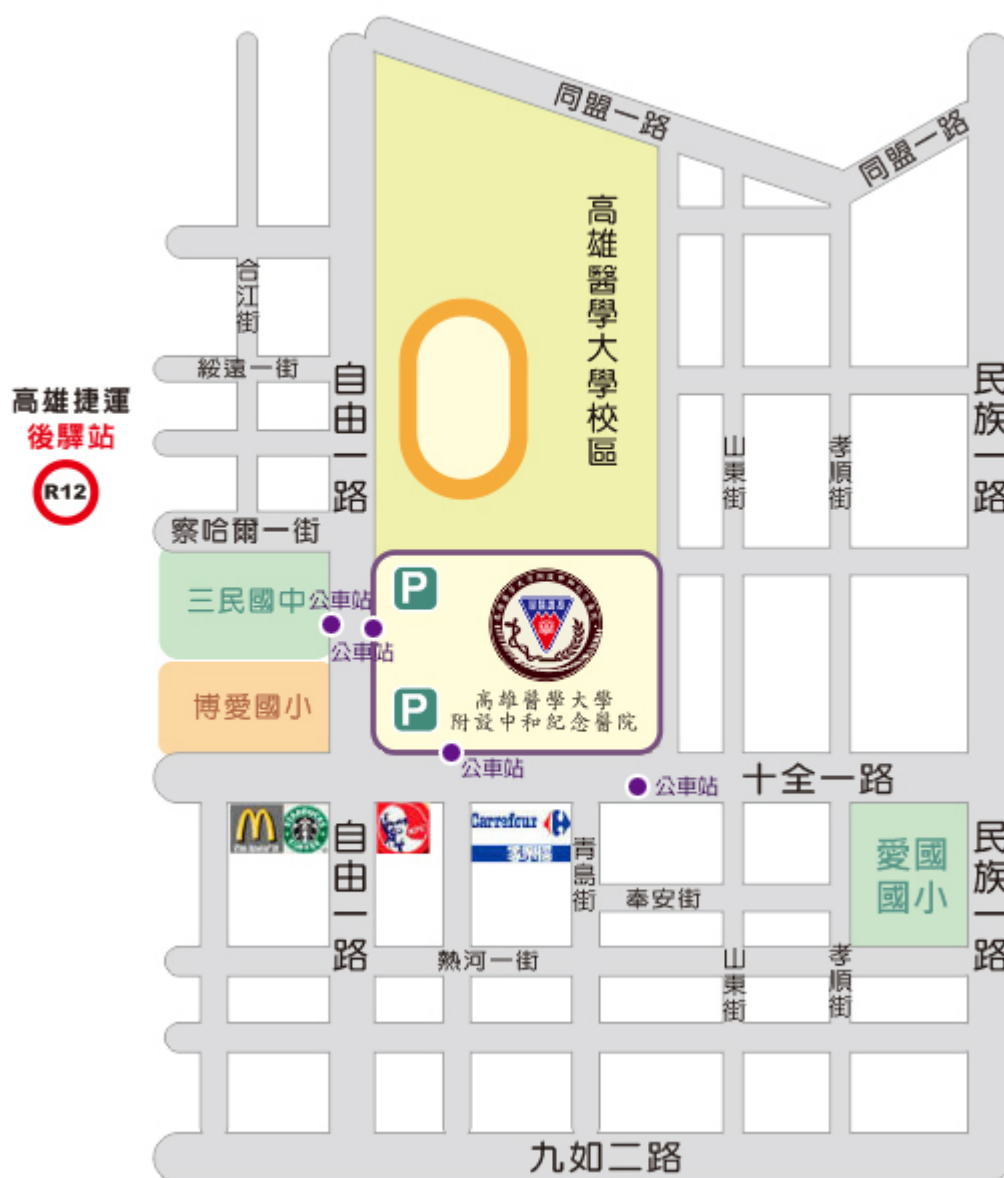 同盟一路
同盟一路
高雄醫學大學校區
合江街
綏遠一街
自由一路
民族一路
高雄捷運
後驛站
R12
山東街
孝順街
察哈爾一街
三民國中
公車站
公車站
P
P
博愛國小
高雄醫學大學
附設中和紀念醫院
公車站
公車站
十全一路
Carrefour
自由一路
青島街
愛國
國小
民族一路
奉安街
熱河一街
山東街
孝順街
九如二路